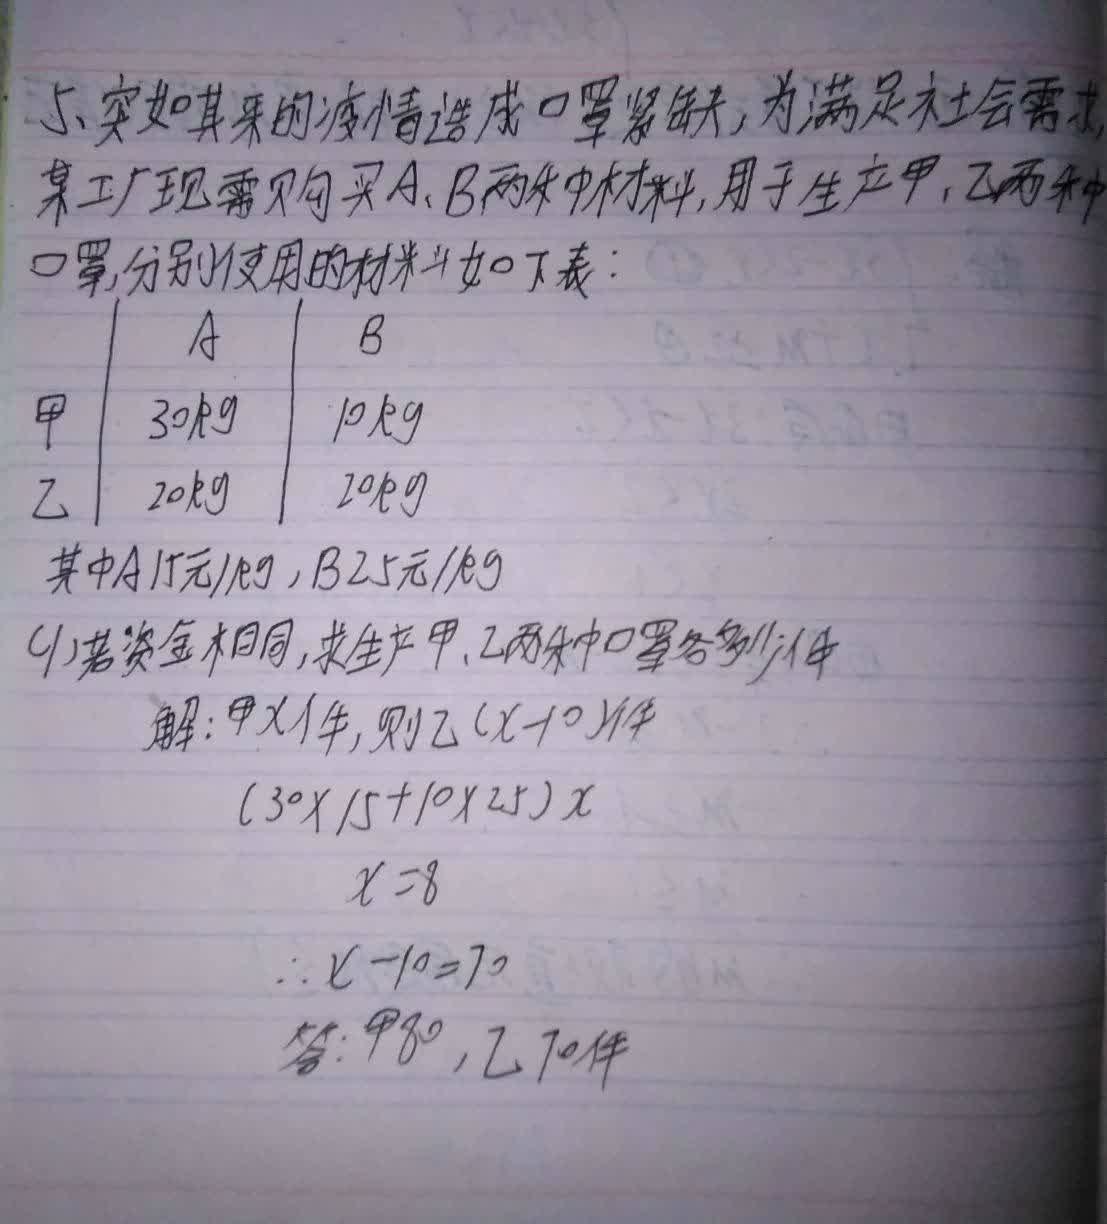 5、突如其来的疫情造成口罩紧缺,为满足社会需求,
某工厂现需购买A、B两种材料,用于生产甲、乙两种
口罩,分别使用的材料如下表:
A B
甲 30kg 10kg
乙 20kg 20kg
其中A15元/kg,B25元/kg
(1)若资金相同,求生产甲、乙两种口罩各多少件
解:甲x件,则乙(x-10)件
(30×15+10×25)x
x=8
∴x-10=70
答:甲80,乙70件